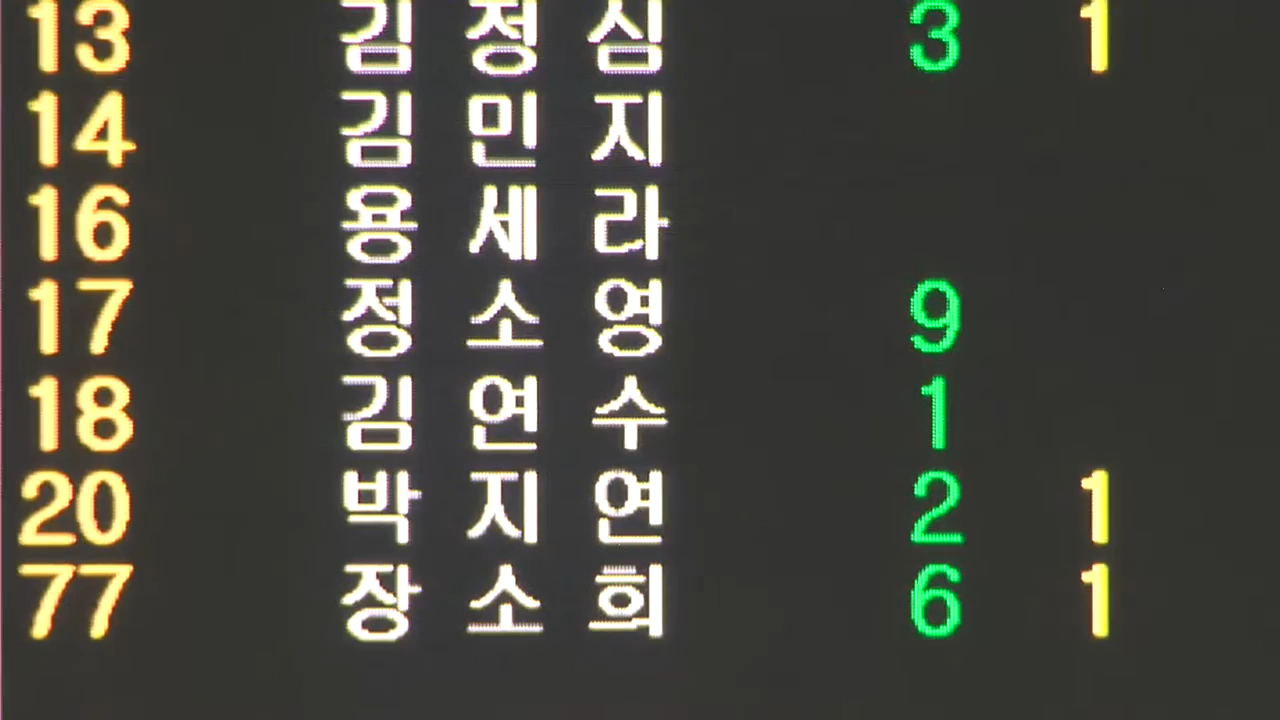 13 김 정 심 3 1
14 김 민 지
16 용 세 라
17 정 소 영 9
18 김 연 수 1
20 박 지 연 2 1
77 장 소 희 6 1